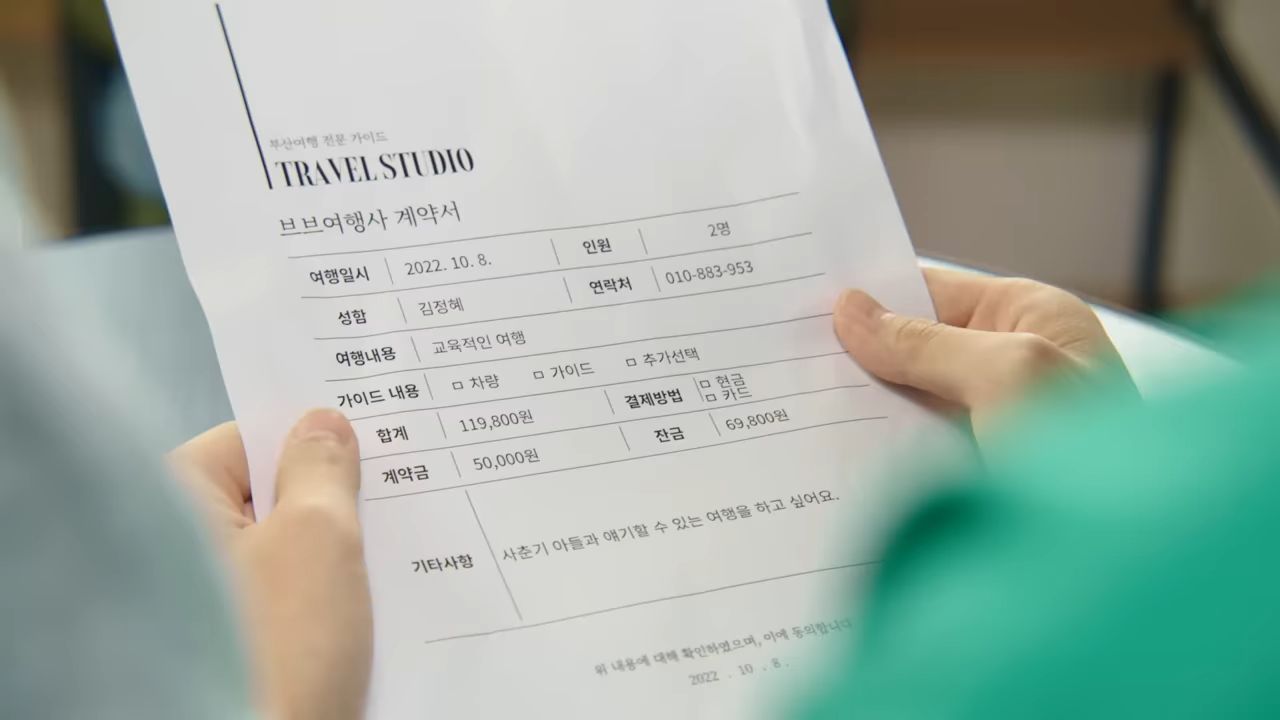 부산여행 전문 가이드
TRAVEL STUDIO
브브여행사 계약서
여행일시 2022. 10. 8. 인원 2명
성함 김정혜 연락처 010-883-953
여행내용 교육적인 여행
가이드 내용 □ 차량 □ 가이드 □ 추가선택
합계 119,800원 결제방법 □ 현금
□ 카드
계약금 50,000원 잔금 69,800원
기타사항 사춘기 아들과 얘기할 수 있는 여행을 하고 싶어요.
위 내용에 대해 확인하였으며, 이에 동의합니다
2022 . 10 . 8 .